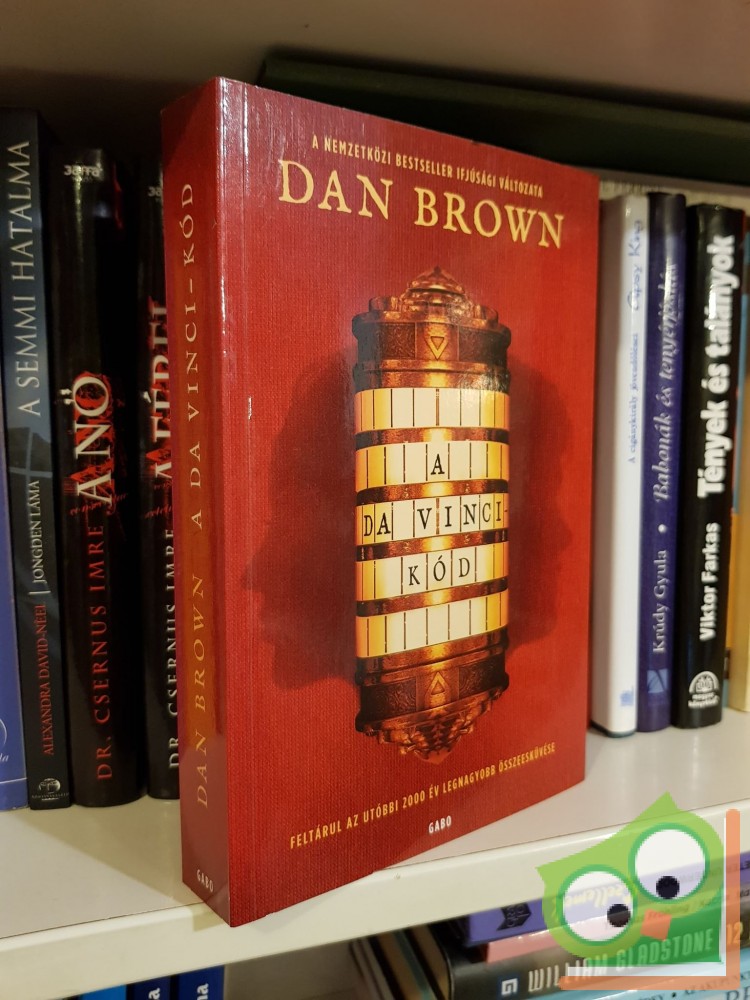 A SEMMI HATALMA
ALEXANDRA DAVID-NÉEL | JONGDEN LÁMA
Jaffa
A NŐ
DR. CSERNUS IMRE
DR. CSERNUS IMRE
DAN BROWN A DA VINCI-KÓD
GABO
A NEMZETKÖZI BESTSELLER IFJÚSÁGI VÁLTOZATA
DAN BROWN
A
DA VINCI-
KÓD
FELTÁRUL AZ UTÓBBI 2000 ÉV LEGNAGYOBB ÖSSZEESKÜVÉSE
GABO
Krúdy Gyula • Babonák és tenyérjóslás
Viktor Farkas Tények és talányok
WILLIAM GLADSTONE